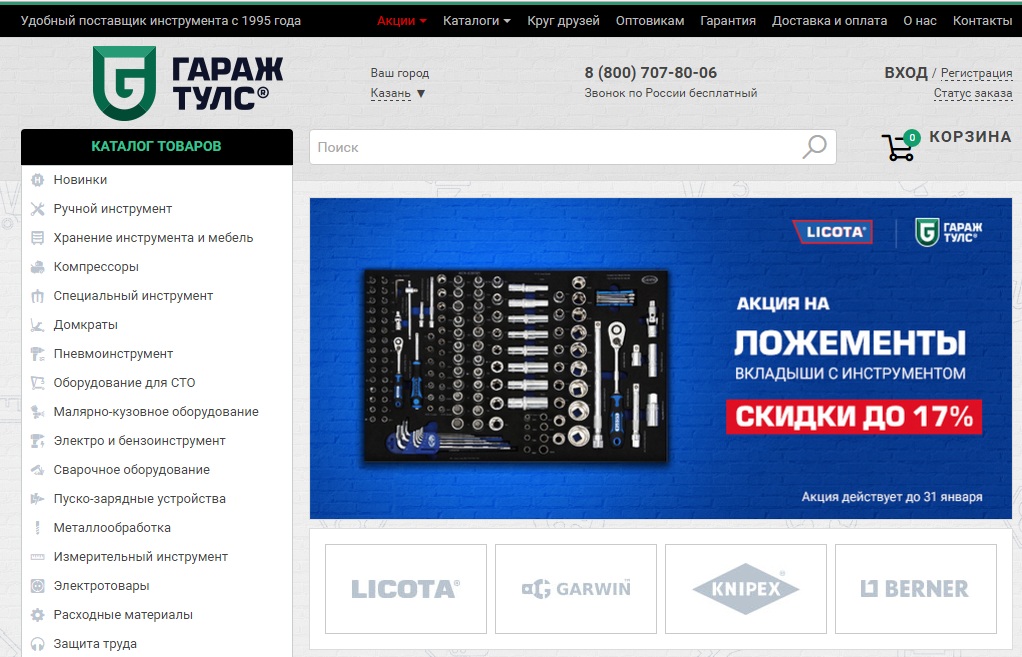 Удобный поставщик инструмента с 1995 года
Акции Каталоги Круг друзей Оптовикам Гарантия Доставка и оплата О нас Контакты
ГАРАЖ
ТУЛС®
Ваш город
Казань ▼
8 (800) 707-80-06
Звонок по России бесплатный
ВХОД / Регистрация
Статус заказа
КАТАЛОГ ТОВАРОВ
Поиск
0 КОРЗИНА
Новинки
Ручной инструмент
Хранение инструмента и мебель
Компрессоры
Специальный инструмент
Домкраты
Пневмоинструмент
Оборудование для СТО
Малярно-кузовное оборудование
Электро и бензоинструмент
Сварочное оборудование
Пуско-зарядные устройства
Металлообработка
Измерительный инструмент
Электротовары
Расходные материалы
Защита труда
LICOTA®
ГАРАЖ
ТУЛС®
АКЦИЯ НА
ЛОЖЕМЕНТЫ
ВКЛАДЫШИ С ИНСТРУМЕНТОМ
СКИДКИ ДО 17%
Акция действует до 31 января
LICOTA®
GARWIN™
KNIPEX®
BERNER